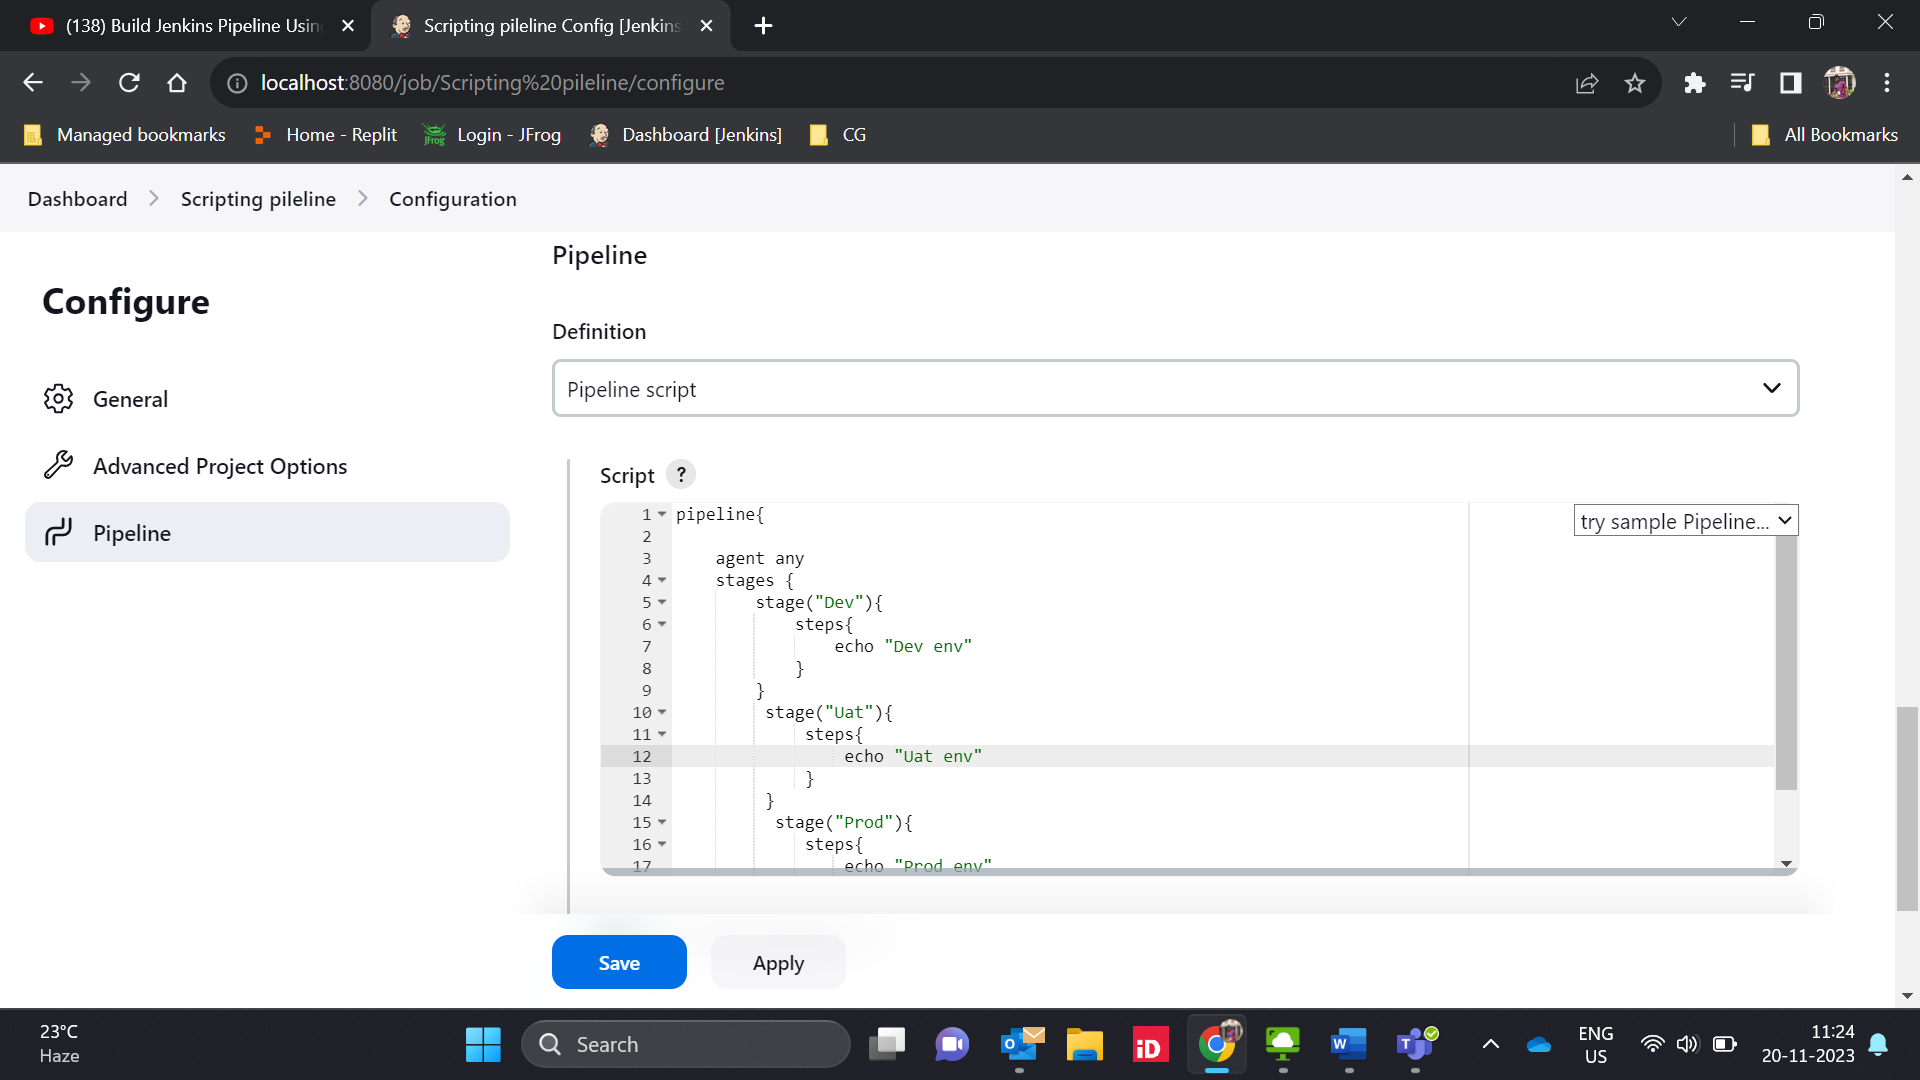 (138) Build Jenkins Pipeline Usin
Scripting pileline Config [Jenkins
localhost:8080/job/Scripting%20pileline/configure
Managed bookmarks
Home - Replit
Login - JFrog
Dashboard [Jenkins]
CG
All Bookmarks
Dashboard
Scripting pileline
Configuration
Configure
General
Advanced Project Options
Pipeline
Pipeline
Definition
Pipeline script
Script ?
try sample Pipeline...
1 pipeline{
2
3     agent any
4     stages {
5         stage("Dev"){
6             steps{
7                 echo "Dev env"
8             }
9         }
10          stage("Uat"){
11              steps{
12                  echo "Uat env"
13              }
14          }
15           stage("Prod"){
16              steps{
17                  echo "Prod env"
Save
Apply
23°C
Haze
Search
ENG
US
11:24
20-11-2023